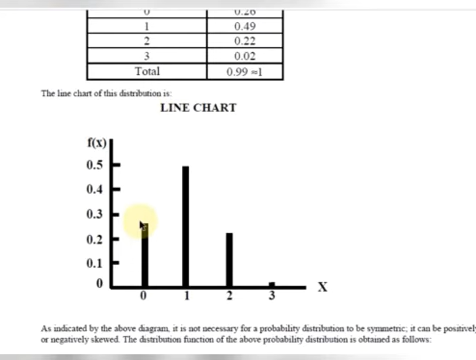 0 0.26
1 0.49
2 0.22
3 0.02
Total 0.99 ≈1
The line chart of this distribution is:
LINE CHART
f(x)
0.5
0.4
0.3
0.2
0.1
0
0 1 2 3
X
As indicated by the above diagram, it is not necessary for a probability distribution to be symmetric; it can be positively
or negatively skewed. The distribution function of the above probability distribution is obtained as follows: